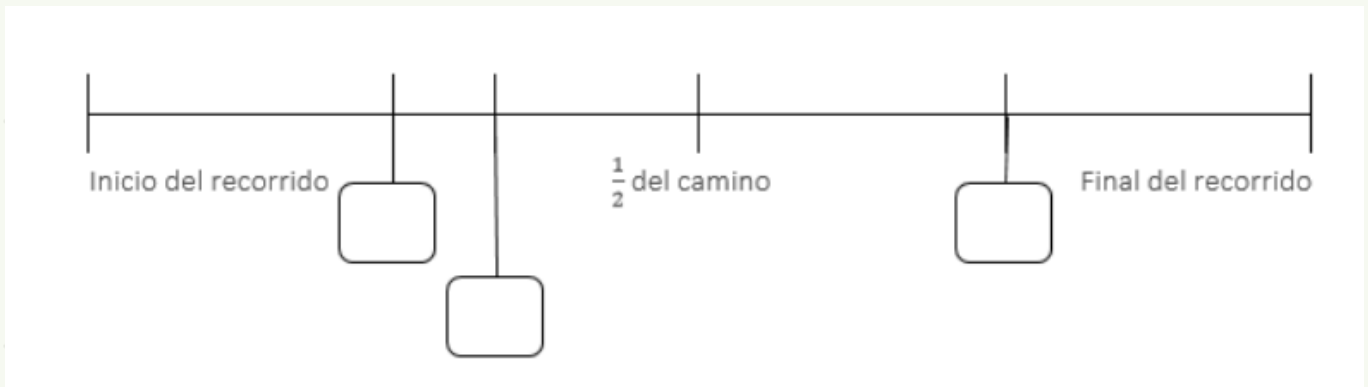 Inicio del recorrido
1/2 del camino
Final del recorrido